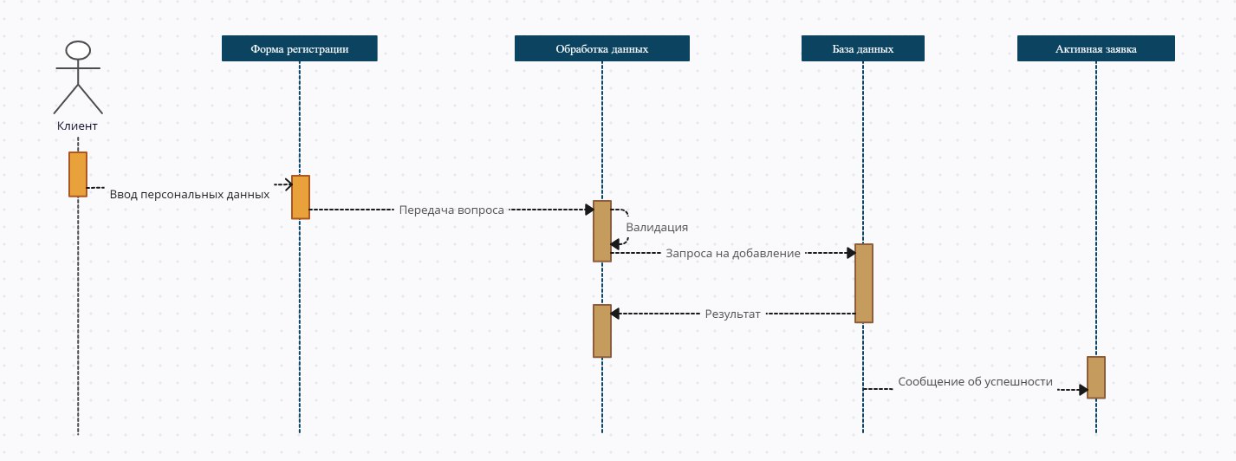 Форма регистрации
Обработка данных
База данных
Активная заявка
Клиент
Ввод персональных данных
Передача вопроса
Валидация
Запроса на добавление
Результат
Сообщение об успешности